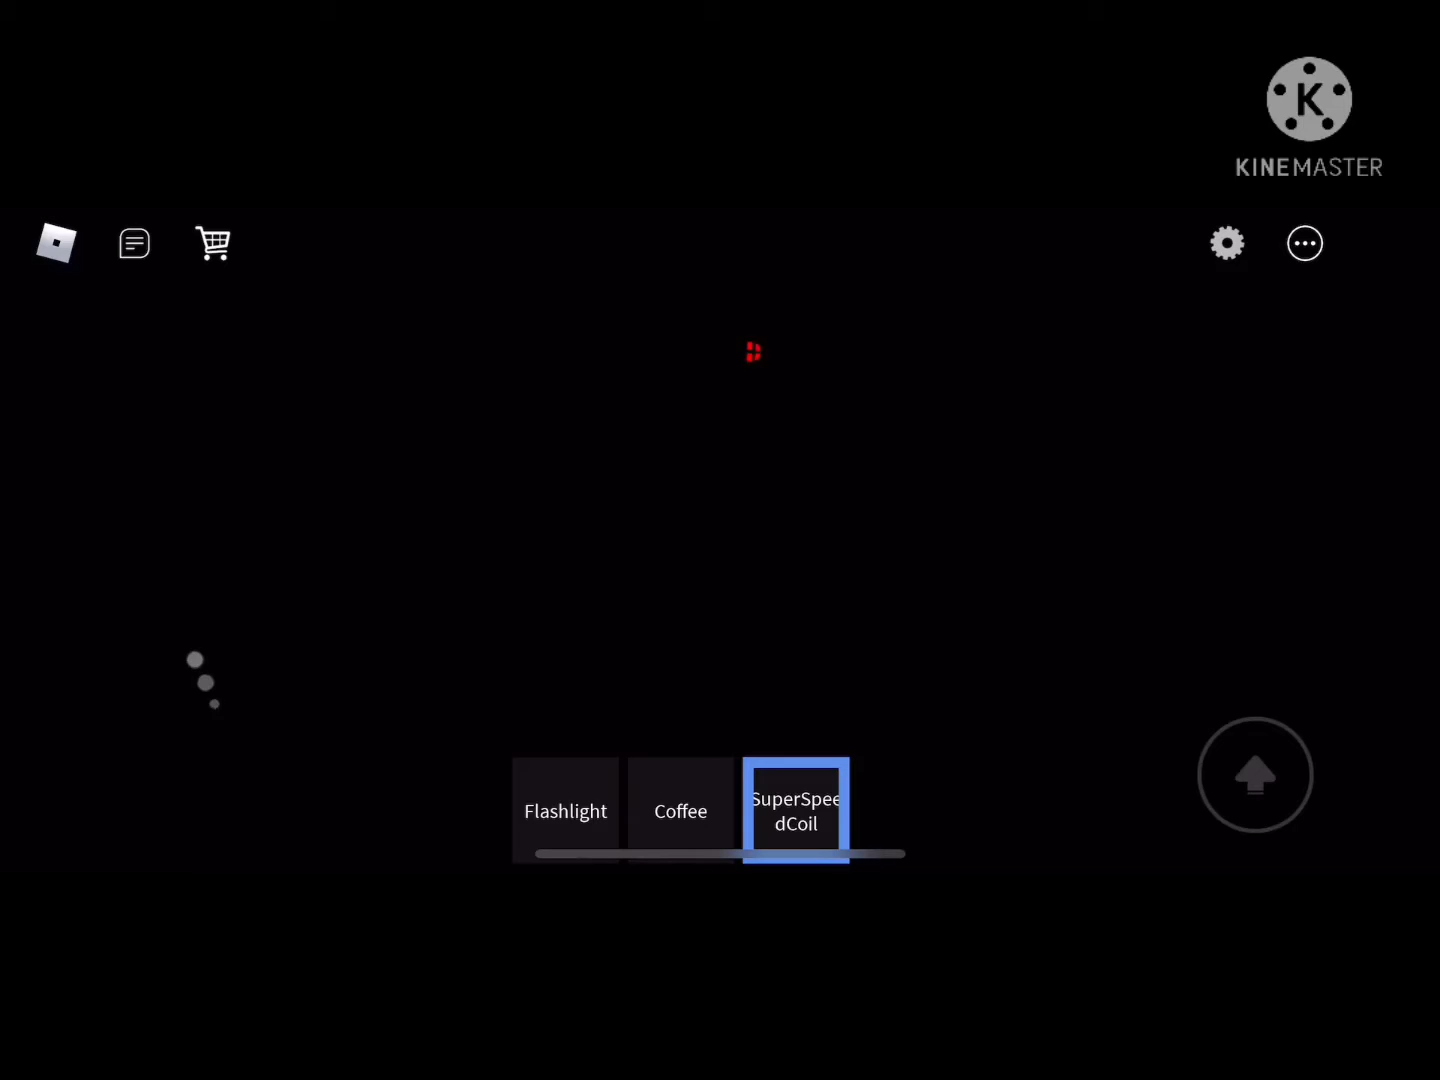 K
KINEMASTER
Flashlight
Coffee
SuperSpee
dCoil